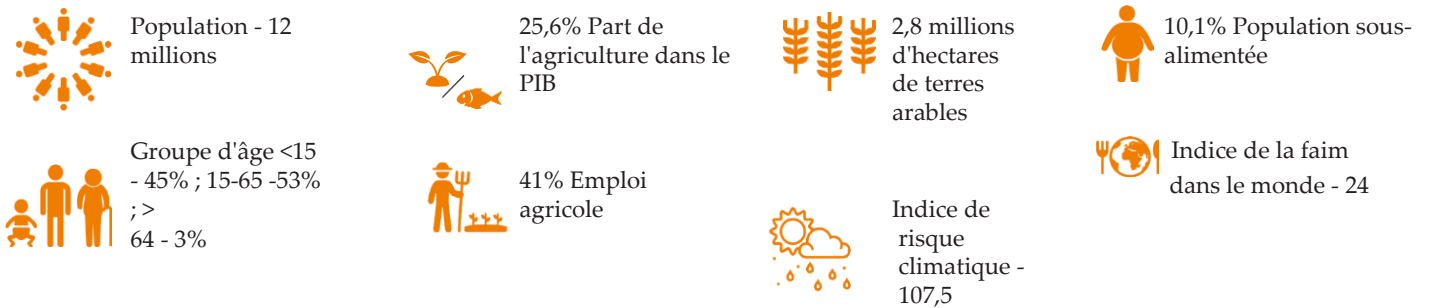 Population - 12
millions
25,6% Part de
l'agriculture dans le
PIB
2,8 millions
d'hectares
de terres
arables
10,1% Population sous-
alimentée
Groupe d'âge <15
- 45% ; 15-65 -53%
; >
64 - 3%
41% Emploi
agricole
Indice de
risque
climatique -
107,5
Indice de la faim
dans le monde - 24